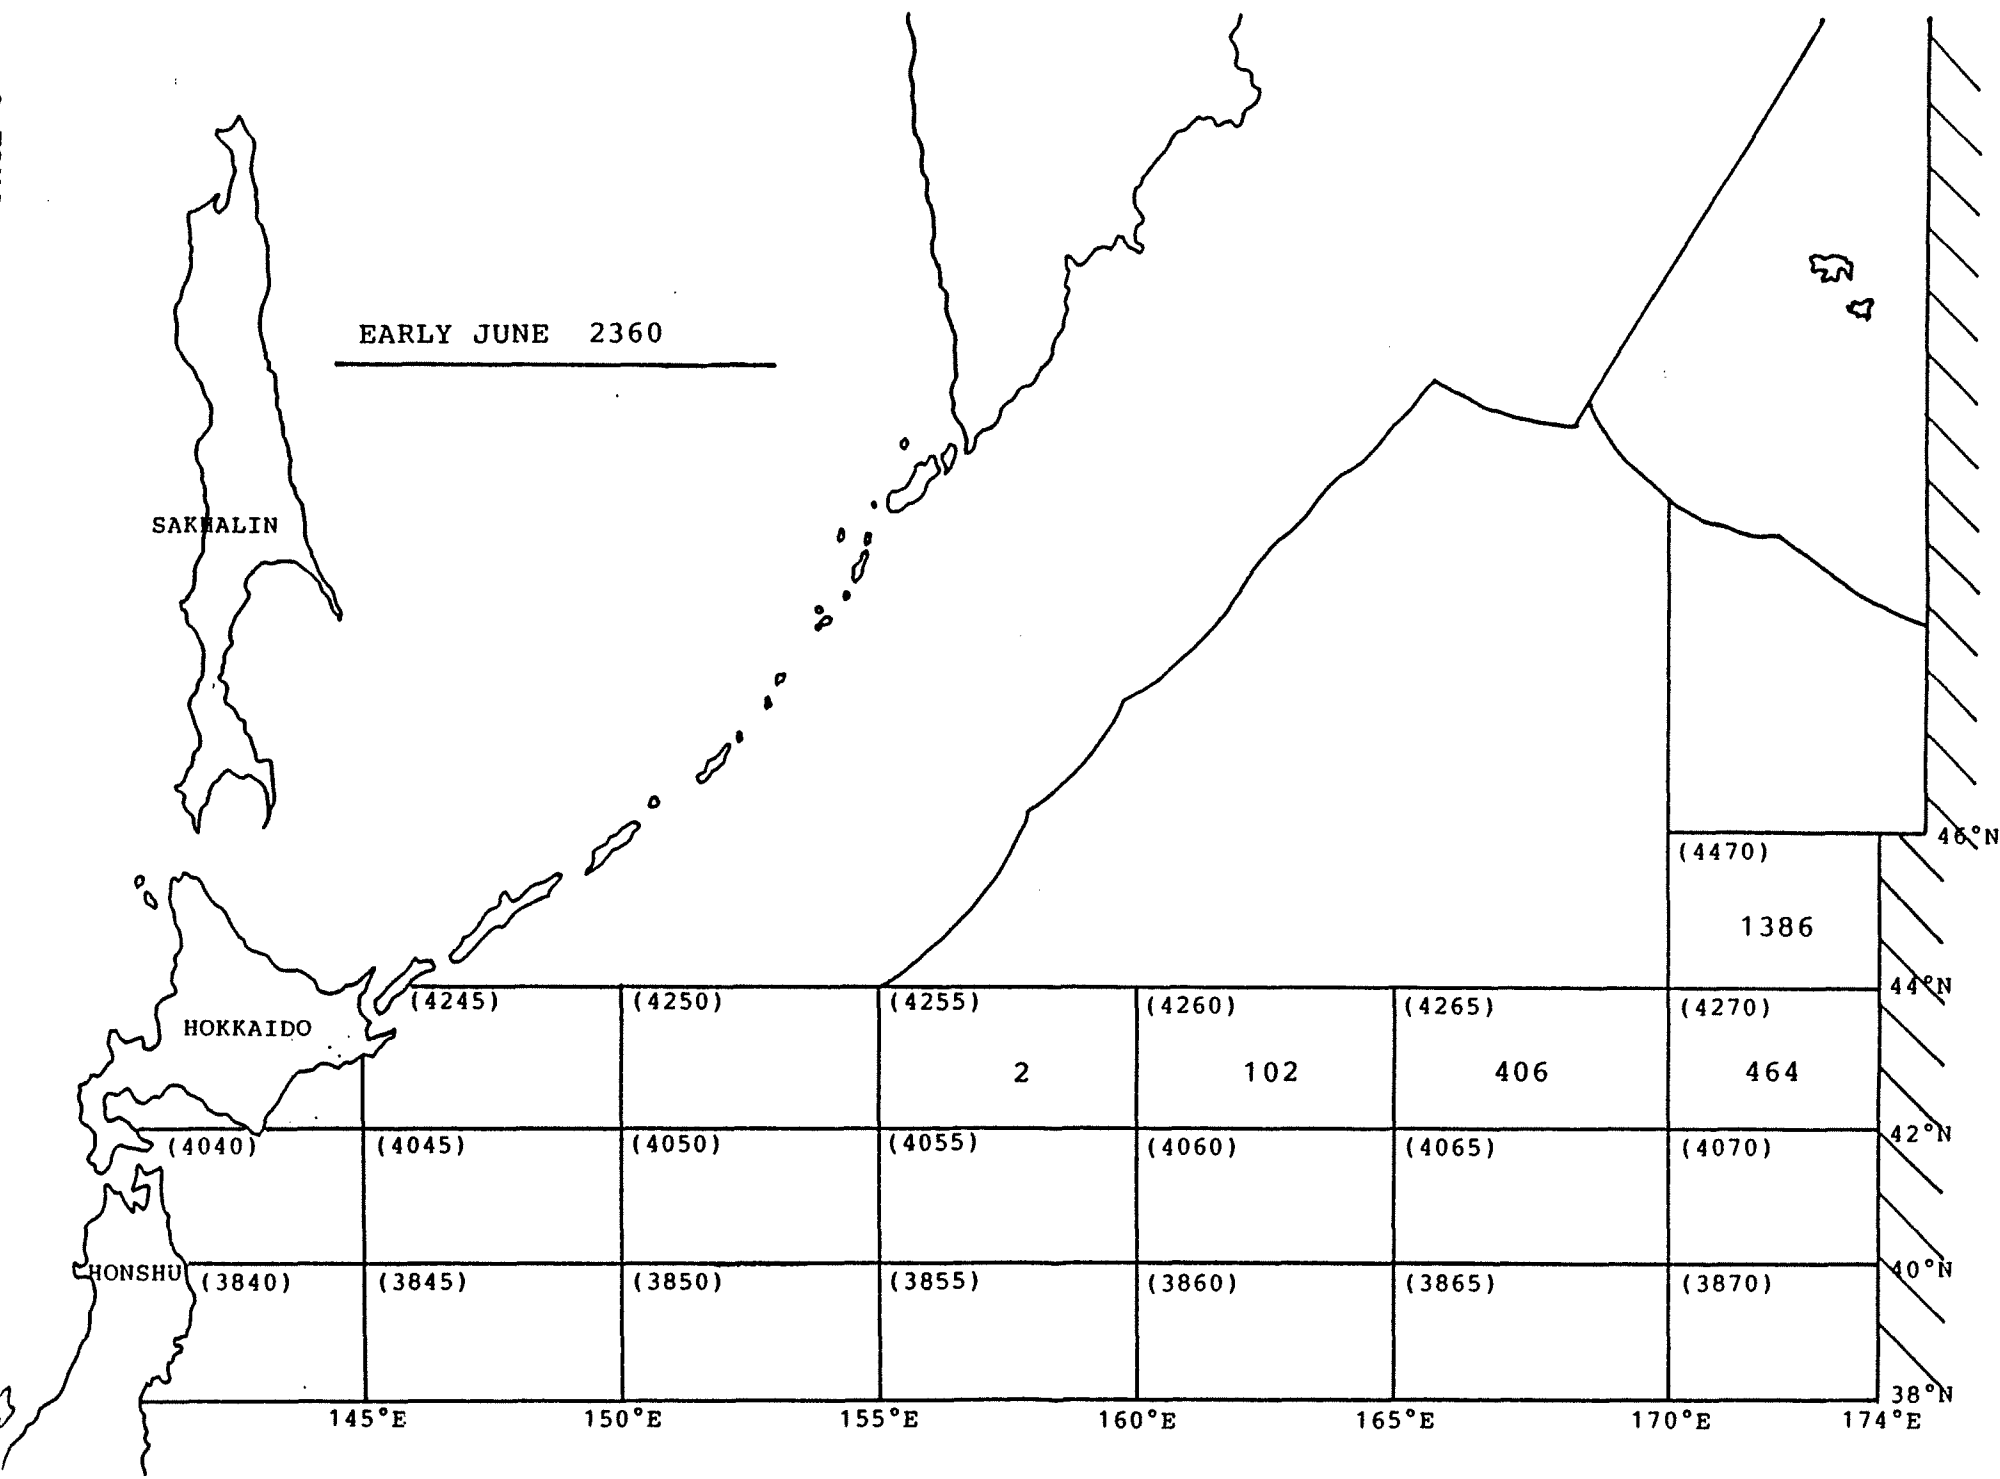 EARLY JUNE 2360
SAKHALIN
46°N
(4470)
1386
44°N
(4245) (4250) (4255) (4260) (4265) (4270)
HOKKAIDO
2 102 406 464
42°N
(4040) (4045) (4050) (4055) (4060) (4065) (4070)
40°N
HONSHU (3840) (3845) (3850) (3855) (3860) (3865) (3870)
38°N
145°E 150°E 155°E 160°E 165°E 170°E 174°E